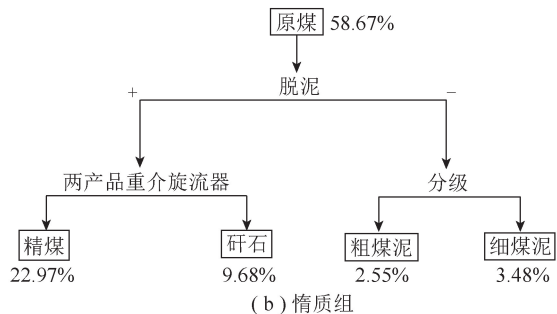 原煤 58.67%
脱泥
+ −
两产品重介旋流器 分级
精煤 矸石 粗煤泥 细煤泥
22.97% 9.68% 2.55% 3.48%
(b) 惰质组